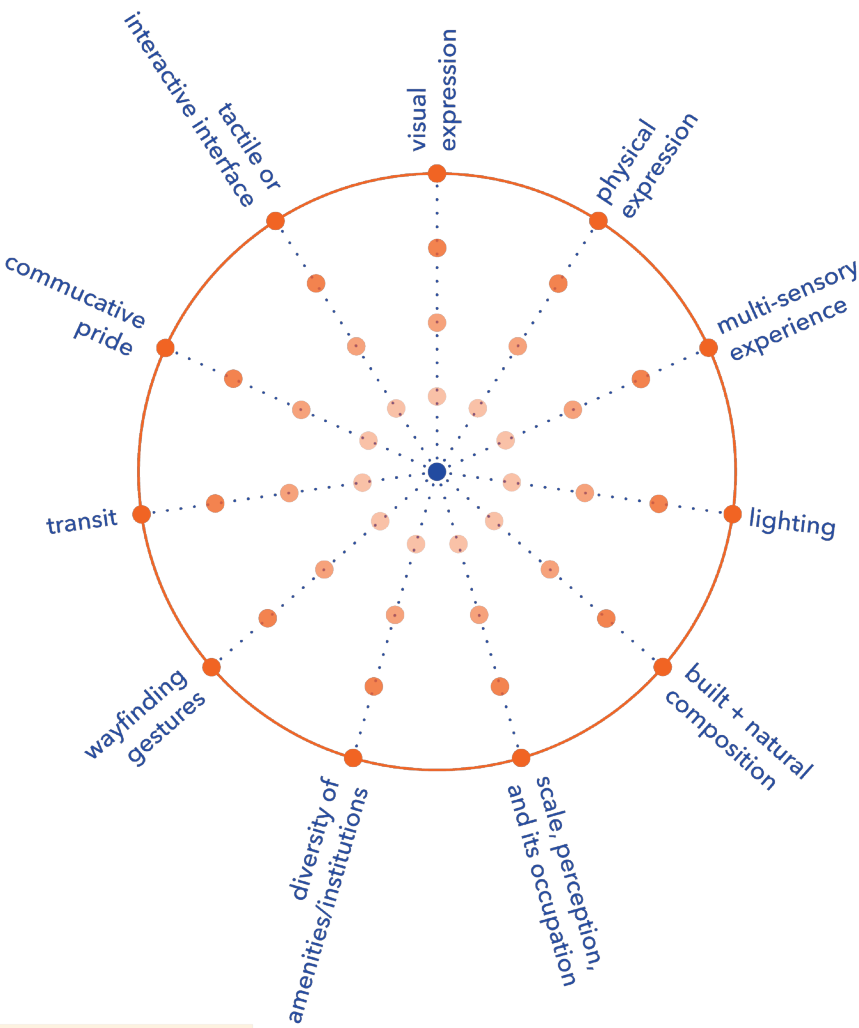 visual
expression
physical
expression
multi-sensory
experience
lighting
built + natural
composition
scale, perception,
and its occupation
diversity of
amenities/institutions
wayfinding
gestures
transit
commucative
pride
tactile or
interactive interface